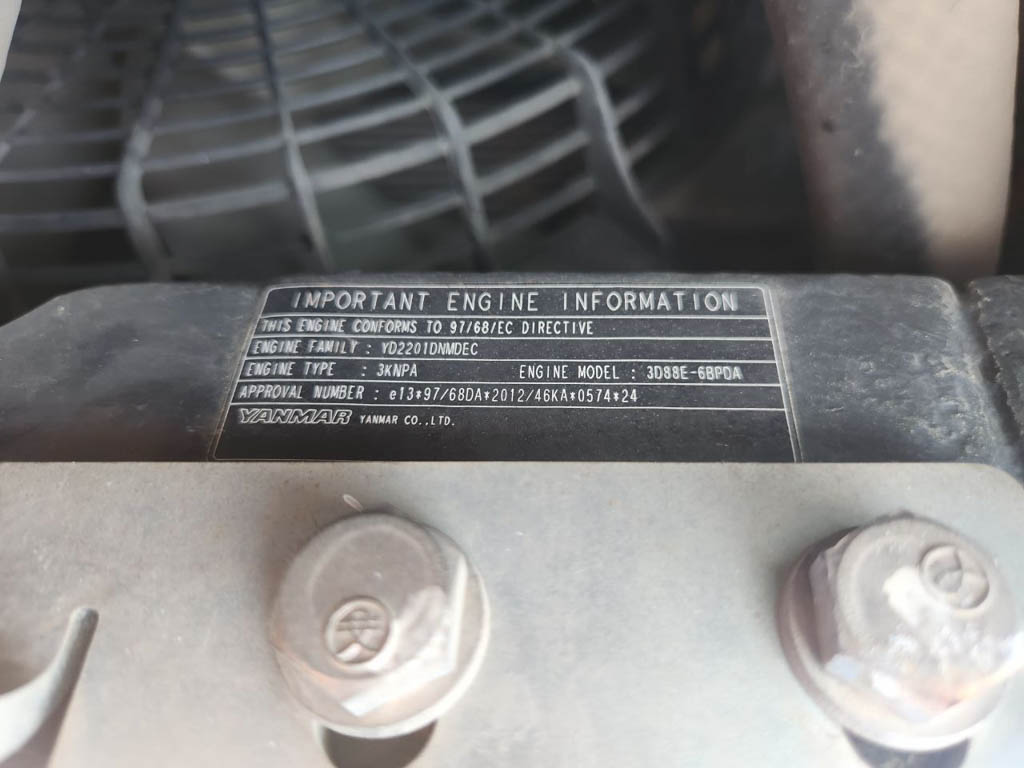 IMPORTANT ENGINE INFORMATION
THIS ENGINE CONFORMS TO 97/68/EC DIRECTIVE
ENGINE FAMILY : YD2201DNMDEC
ENGINE TYPE : 3KNPA ENGINE MODEL : 3D88E-6BPDA
APPROVAL NUMBER : e13*97/68DA*2012/46KA*0574*24
YANMAR YANMAR CO.,LTD.